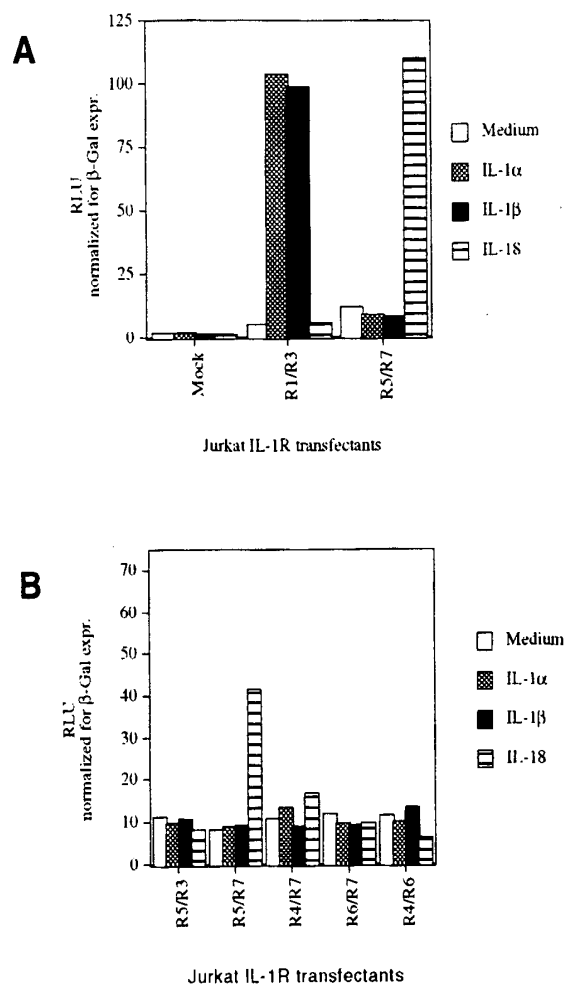 A
125
100
75
50
25
0
RLU
normalized for β-Gal expr.
Medium
IL-1α
IL-1β
IL-18
Mock
R1/R3
R5/R7
Jurkat IL-1R transfectants
B
70
60
50
40
30
20
10
0
RLU
normalized for β-Gal expr.
Medium
IL-1α
IL-1β
IL-18
R5/R3
R5/R7
R4/R7
R6/R7
R4/R6
Jurkat IL-1R transfectants